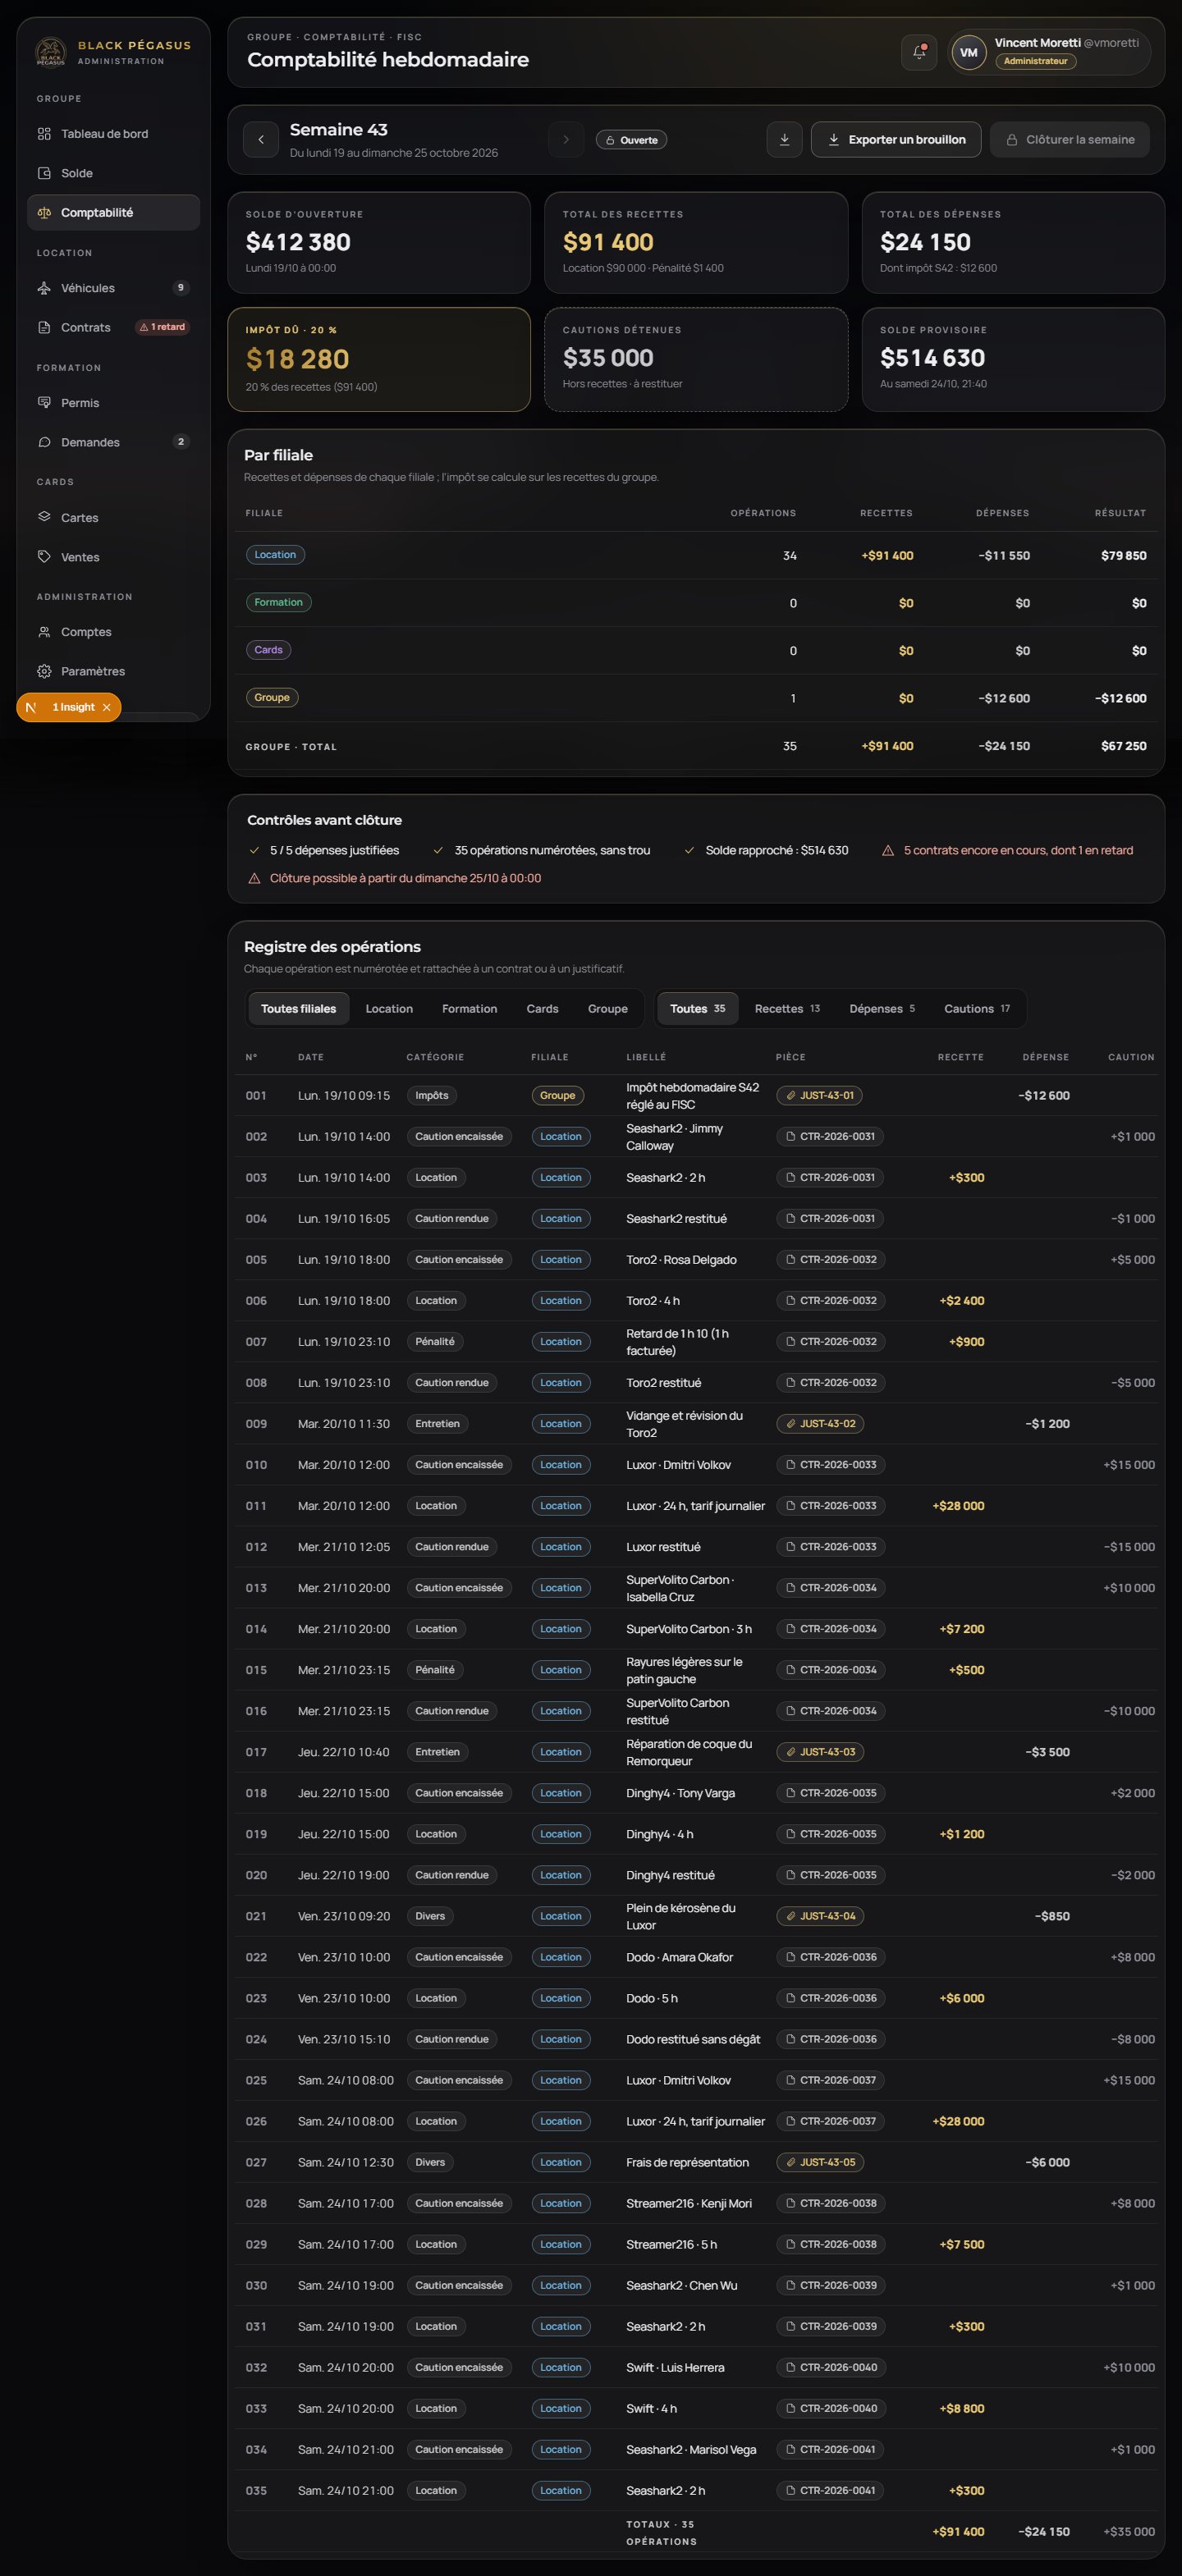 BLACK PÉGASUS
ADMINISTRATION
GROUPE
Tableau de bord
Solde
Comptabilité
LOCATION
Véhicules 9
Contrats 1 retard
FORMATION
Permis
Demandes 2
CARDS
Cartes
Ventes
ADMINISTRATION
Comptes
Paramètres
1 Insight
GROUPE · COMPTABILITÉ · FISC
Comptabilité hebdomadaire
VM
Vincent Moretti @vmoretti
Administrateur
Semaine 43
Du lundi 19 au dimanche 25 octobre 2026
Ouverte
Exporter un brouillon
Clôturer la semaine
SOLDE D'OUVERTURE
$412 380
Lundi 19/10 à 00:00
TOTAL DES RECETTES
$91 400
Location $90 000 · Pénalité $1 400
TOTAL DES DÉPENSES
$24 150
Dont impôt S42 : $12 600
IMPÔT DÛ · 20 %
$18 280
20 % des recettes ($91 400)
CAUTIONS DÉTENUES
$35 000
Hors recettes · à restituer
SOLDE PROVISOIRE
$514 630
Au samedi 24/10, 21:40
Par filiale
Recettes et dépenses de chaque filiale ; l'impôt se calcule sur les recettes du groupe.
FILIALE OPÉRATIONS RECETTES DÉPENSES RÉSULTAT
Location 34 +$91 400 −$11 550 $79 850
Formation 0 $0 $0 $0
Cards 0 $0 $0 $0
Groupe 1 $0 −$12 600 −$12 600
GROUPE · TOTAL 35 +$91 400 −$24 150 $67 250
Contrôles avant clôture
5 / 5 dépenses justifiées
35 opérations numérotées, sans trou
Solde rapproché : $514 630
5 contrats encore en cours, dont 1 en retard
Clôture possible à partir du dimanche 25/10 à 00:00
Registre des opérations
Chaque opération est numérotée et rattachée à un contrat ou à un justificatif.
Toutes filiales Location Formation Cards Groupe
Toutes 35 Recettes 13 Dépenses 5 Cautions 17
N° DATE CATÉGORIE FILIALE LIBELLÉ PIÈCE RECETTE DÉPENSE CAUTION
001 Lun. 19/10 09:15 Impôts Groupe Impôt hebdomadaire S42 réglé au FISC JUST-43-01 −$12 600
002 Lun. 19/10 14:00 Caution encaissée Location Seashark2 · Jimmy Calloway CTR-2026-0031 +$1 000
003 Lun. 19/10 14:00 Location Location Seashark2 · 2 h CTR-2026-0031 +$300
004 Lun. 19/10 16:05 Caution rendue Location Seashark2 restitué CTR-2026-0031 −$1 000
005 Lun. 19/10 18:00 Caution encaissée Location Toro2 · Rosa Delgado CTR-2026-0032 +$5 000
006 Lun. 19/10 18:00 Location Location Toro2 · 4 h CTR-2026-0032 +$2 400
007 Lun. 19/10 23:10 Pénalité Location Retard de 1 h 10 (1 h facturée) CTR-2026-0032 +$900
008 Lun. 19/10 23:10 Caution rendue Location Toro2 restitué CTR-2026-0032 −$5 000
009 Mar. 20/10 11:30 Entretien Location Vidange et révision du Toro2 JUST-43-02 −$1 200
010 Mar. 20/10 12:00 Caution encaissée Location Luxor · Dmitri Volkov CTR-2026-0033 +$15 000
011 Mar. 20/10 12:00 Location Location Luxor · 24 h, tarif journalier CTR-2026-0033 +$28 000
012 Mer. 21/10 12:05 Caution rendue Location Luxor restitué CTR-2026-0033 −$15 000
013 Mer. 21/10 20:00 Caution encaissée Location SuperVolito Carbon · Isabella Cruz CTR-2026-0034 +$10 000
014 Mer. 21/10 20:00 Location Location SuperVolito Carbon · 3 h CTR-2026-0034 +$7 200
015 Mer. 21/10 23:15 Pénalité Location Rayures légères sur le patin gauche CTR-2026-0034 +$500
016 Mer. 21/10 23:15 Caution rendue Location SuperVolito Carbon restitué CTR-2026-0034 −$10 000
017 Jeu. 22/10 10:40 Entretien Location Réparation de coque du Remorqueur JUST-43-03 −$3 500
018 Jeu. 22/10 15:00 Caution encaissée Location Dinghy4 · Tony Varga CTR-2026-0035 +$2 000
019 Jeu. 22/10 15:00 Location Location Dinghy4 · 4 h CTR-2026-0035 +$1 200
020 Jeu. 22/10 19:00 Caution rendue Location Dinghy4 restitué CTR-2026-0035 −$2 000
021 Ven. 23/10 09:20 Divers Location Plein de kérosène du Luxor JUST-43-04 −$850
022 Ven. 23/10 10:00 Caution encaissée Location Dodo · Amara Okafor CTR-2026-0036 +$8 000
023 Ven. 23/10 10:00 Location Location Dodo · 5 h CTR-2026-0036 +$6 000
024 Ven. 23/10 15:10 Caution rendue Location Dodo restitué sans dégât CTR-2026-0036 −$8 000
025 Sam. 24/10 08:00 Caution encaissée Location Luxor · Dmitri Volkov CTR-2026-0037 +$15 000
026 Sam. 24/10 08:00 Location Location Luxor · 24 h, tarif journalier CTR-2026-0037 +$28 000
027 Sam. 24/10 12:30 Divers Location Frais de représentation JUST-43-05 −$6 000
028 Sam. 24/10 17:00 Caution encaissée Location Streamer216 · Kenji Mori CTR-2026-0038 +$8 000
029 Sam. 24/10 17:00 Location Location Streamer216 · 5 h CTR-2026-0038 +$7 500
030 Sam. 24/10 19:00 Caution encaissée Location Seashark2 · Chen Wu CTR-2026-0039 +$1 000
031 Sam. 24/10 19:00 Location Location Seashark2 · 2 h CTR-2026-0039 +$300
032 Sam. 24/10 20:00 Caution encaissée Location Swift · Luis Herrera CTR-2026-0040 +$10 000
033 Sam. 24/10 20:00 Location Location Swift · 4 h CTR-2026-0040 +$8 800
034 Sam. 24/10 21:00 Caution encaissée Location Seashark2 · Marisol Vega CTR-2026-0041 +$1 000
035 Sam. 24/10 21:00 Location Location Seashark2 · 2 h CTR-2026-0041 +$300
TOTAUX · 35 OPÉRATIONS +$91 400 −$24 150 +$35 000